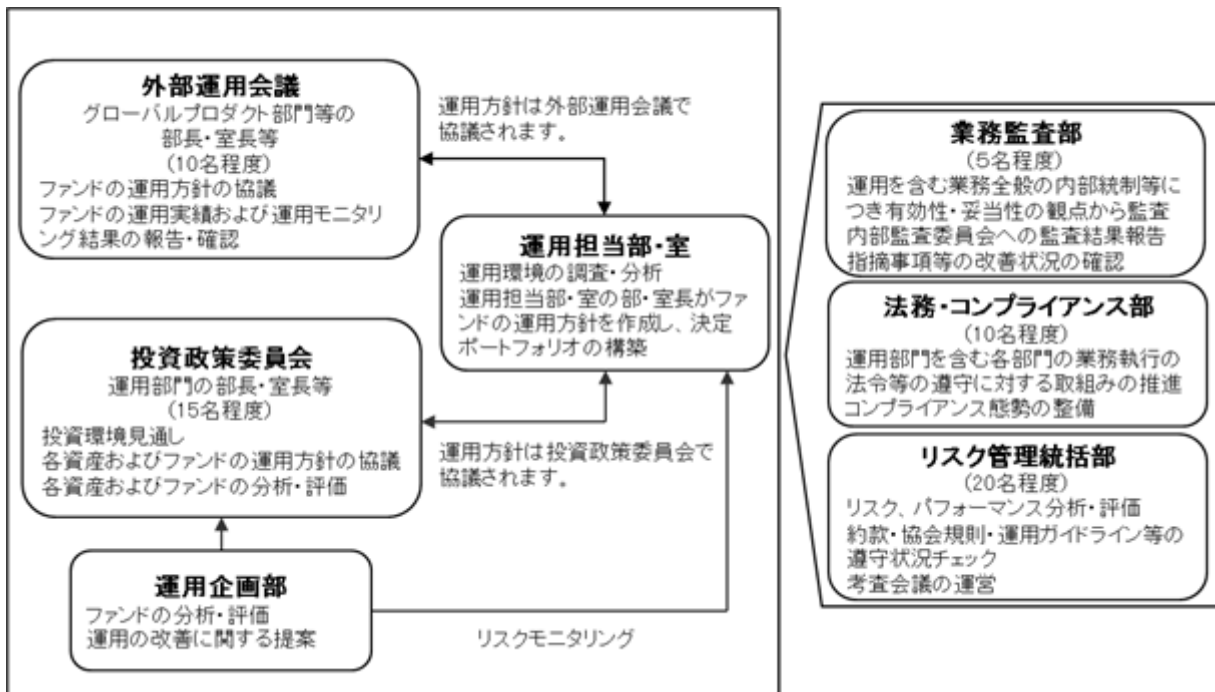 外部運用会議
グローバルプロダクト部門等の
部長・室長等
(10名程度)
ファンドの運用方針の協議
ファンドの運用実績および運用モニタリ
ング結果の報告・確認
運用方針は外部運用会議で
協議されます。
運用担当部・室
運用環境の調査・分析
運用担当部・室の部・室長がファ
ンドの運用方針を作成し、決定
ポートフォリオの構築
投資政策委員会
運用部門の部長・室長等
(15名程度)
投資環境見通し
各資産およびファンドの運用方針の協議
各資産およびファンドの分析・評価
運用方針は投資政策委員会で
協議されます。
運用企画部
ファンドの分析・評価
運用の改善に関する提案
リスクモニタリング
業務監査部
(5名程度)
運用を含む業務全般の内部統制等に
つき有効性・妥当性の観点から監査
内部監査委員会への監査結果報告
指摘事項等の改善状況の確認
法務・コンプライアンス部
(10名程度)
運用部門を含む各部門の業務執行の
法令等の遵守に対する取組みの推進
コンプライアンス態勢の整備
リスク管理統括部
(20名程度)
リスク、パフォーマンス分析・評価
約款・協会規則・運用ガイドライン等の
遵守状況チェック
考査会議の運営